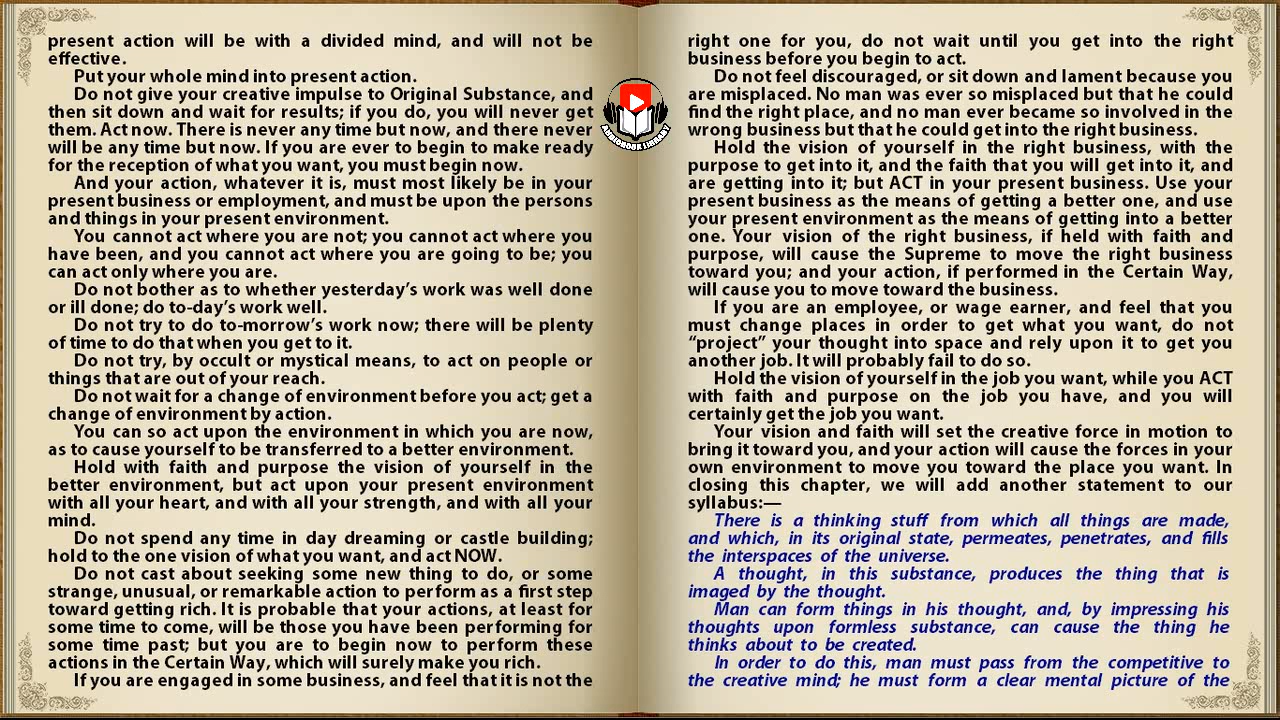 present action will be with a divided mind, and will not be
effective.
Put your whole mind into present action.
Do not give your creative impulse to Original Substance, and
then sit down and wait for results; if you do, you will never get
them. Act now. There is never any time but now, and there never
will be any time but now. If you are ever to begin to make ready
for the reception of what you want, you must begin now.
And your action, whatever it is, must most likely be in your
present business or employment, and must be upon the persons
and things in your present environment.
You cannot act where you are not; you cannot act where you
have been, and you cannot act where you are going to be; you
can act only where you are.
Do not bother as to whether yesterday's work was well done
or ill done; do to-day's work well.
Do not try to do to-morrow's work now; there will be plenty
of time to do that when you get to it.
Do not try, by occult or mystical means, to act on people or
things that are out of your reach.
Do not wait for a change of environment before you act; get a
change of environment by action.
You can so act upon the environment in which you are now,
as to cause yourself to be transferred to a better environment.
Hold with faith and purpose the vision of yourself in the
better environment, but act upon your present environment
with all your heart, and with all your strength, and with all your
mind.
Do not spend any time in day dreaming or castle building;
hold to the one vision of what you want, and act NOW.
Do not cast about seeking some new thing to do, or some
strange, unusual, or remarkable action to perform as a first step
toward getting rich. It is probable that your actions, at least for
some time to come, will be those you have been performing for
some time past; but you are to begin now to perform these
actions in the Certain Way, which will surely make you rich.
If you are engaged in some business, and feel that it is not the
AUDIOBOOK LIBRARY
right one for you, do not wait until you get into the right
business before you begin to act.
Do not feel discouraged, or sit down and lament because you
are misplaced. No man was ever so misplaced but that he could
find the right place, and no man ever became so involved in the
wrong business but that he could get into the right business.
Hold the vision of yourself in the right business, with the
purpose to get into it, and the faith that you will get into it, and
are getting into it; but ACT in your present business. Use your
present business as the means of getting a better one, and use
your present environment as the means of getting into a better
one. Your vision of the right business, if held with faith and
purpose, will cause the Supreme to move the right business
toward you; and your action, if performed in the Certain Way,
will cause you to move toward the business.
If you are an employee, or wage earner, and feel that you
must change places in order to get what you want, do not
“project” your thought into space and rely upon it to get you
another job. It will probably fail to do so.
Hold the vision of yourself in the job you want, while you ACT
with faith and purpose on the job you have, and you will
certainly get the job you want.
Your vision and faith will set the creative force in motion to
bring it toward you, and your action will cause the forces in your
own environment to move you toward the place you want. In
closing this chapter, we will add another statement to our
syllabus:—
There is a thinking stuff from which all things are made,
and which, in its original state, permeates, penetrates, and fills
the interspaces of the universe.
A thought, in this substance, produces the thing that is
imaged by the thought.
Man can form things in his thought, and, by impressing his
thoughts upon formless substance, can cause the thing he
thinks about to be created.
In order to do this, man must pass from the competitive to
the creative mind; he must form a clear mental picture of the